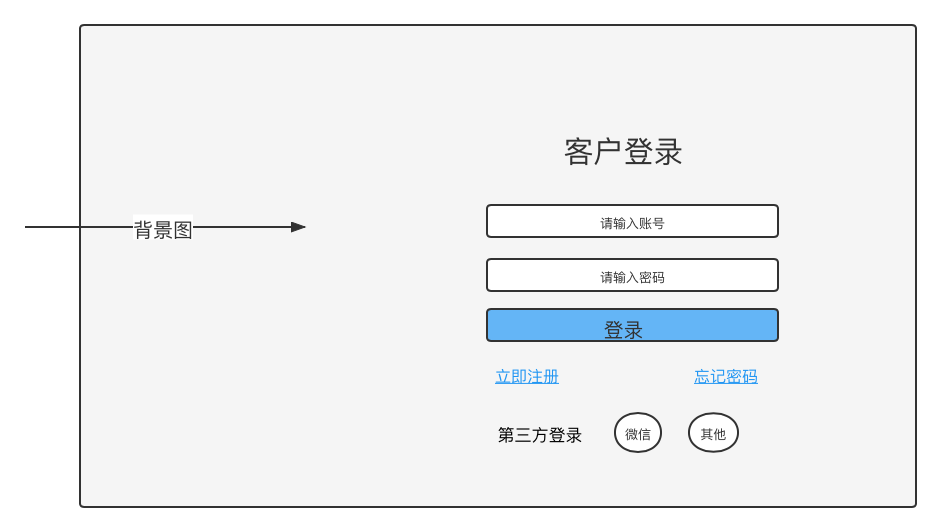 客户登录
请输入账号
背景图
请输入密码
登录
立即注册 忘记密码
第三方登录 微信 其他